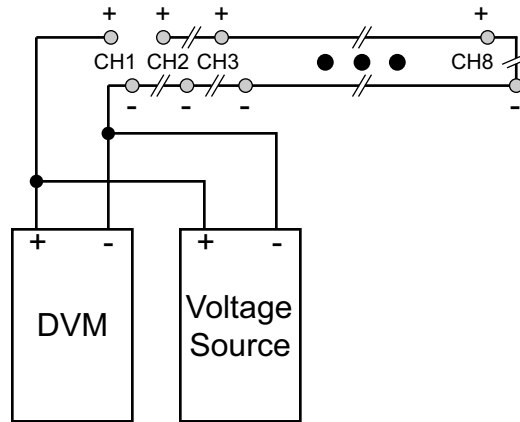 + + + +
CH1 CH2 CH3 CH8
- - - -
+ - + -
DVM
Voltage
Source